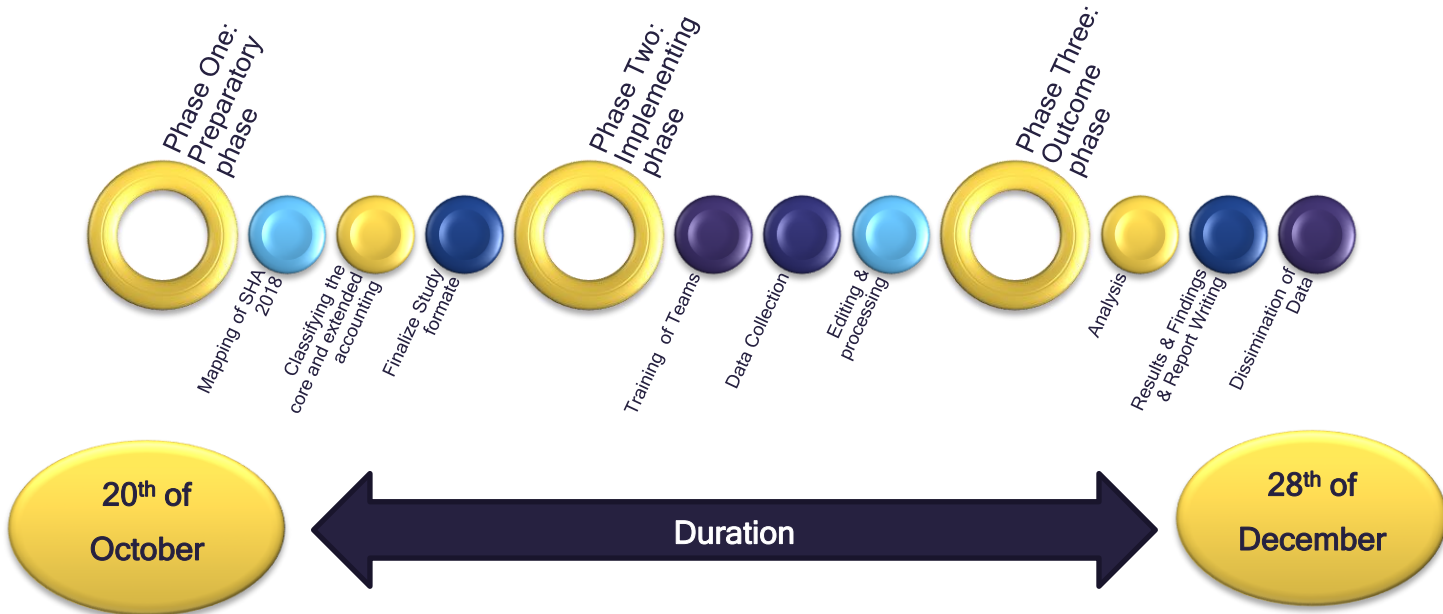 Phase One:
Preparatory
phase
Mapping of SHA
2018
Classifying the
core and extended
accounting
Finalize Study
formate
Phase Two:
Implementing
phase
Training of Teams
Data Collection
Editing &
processing
Phase Three:
Outcome
phase
Analysis
Results & Findings
& Report Writing
Dissimination of
Data
20th of
October
Duration
28th of
December